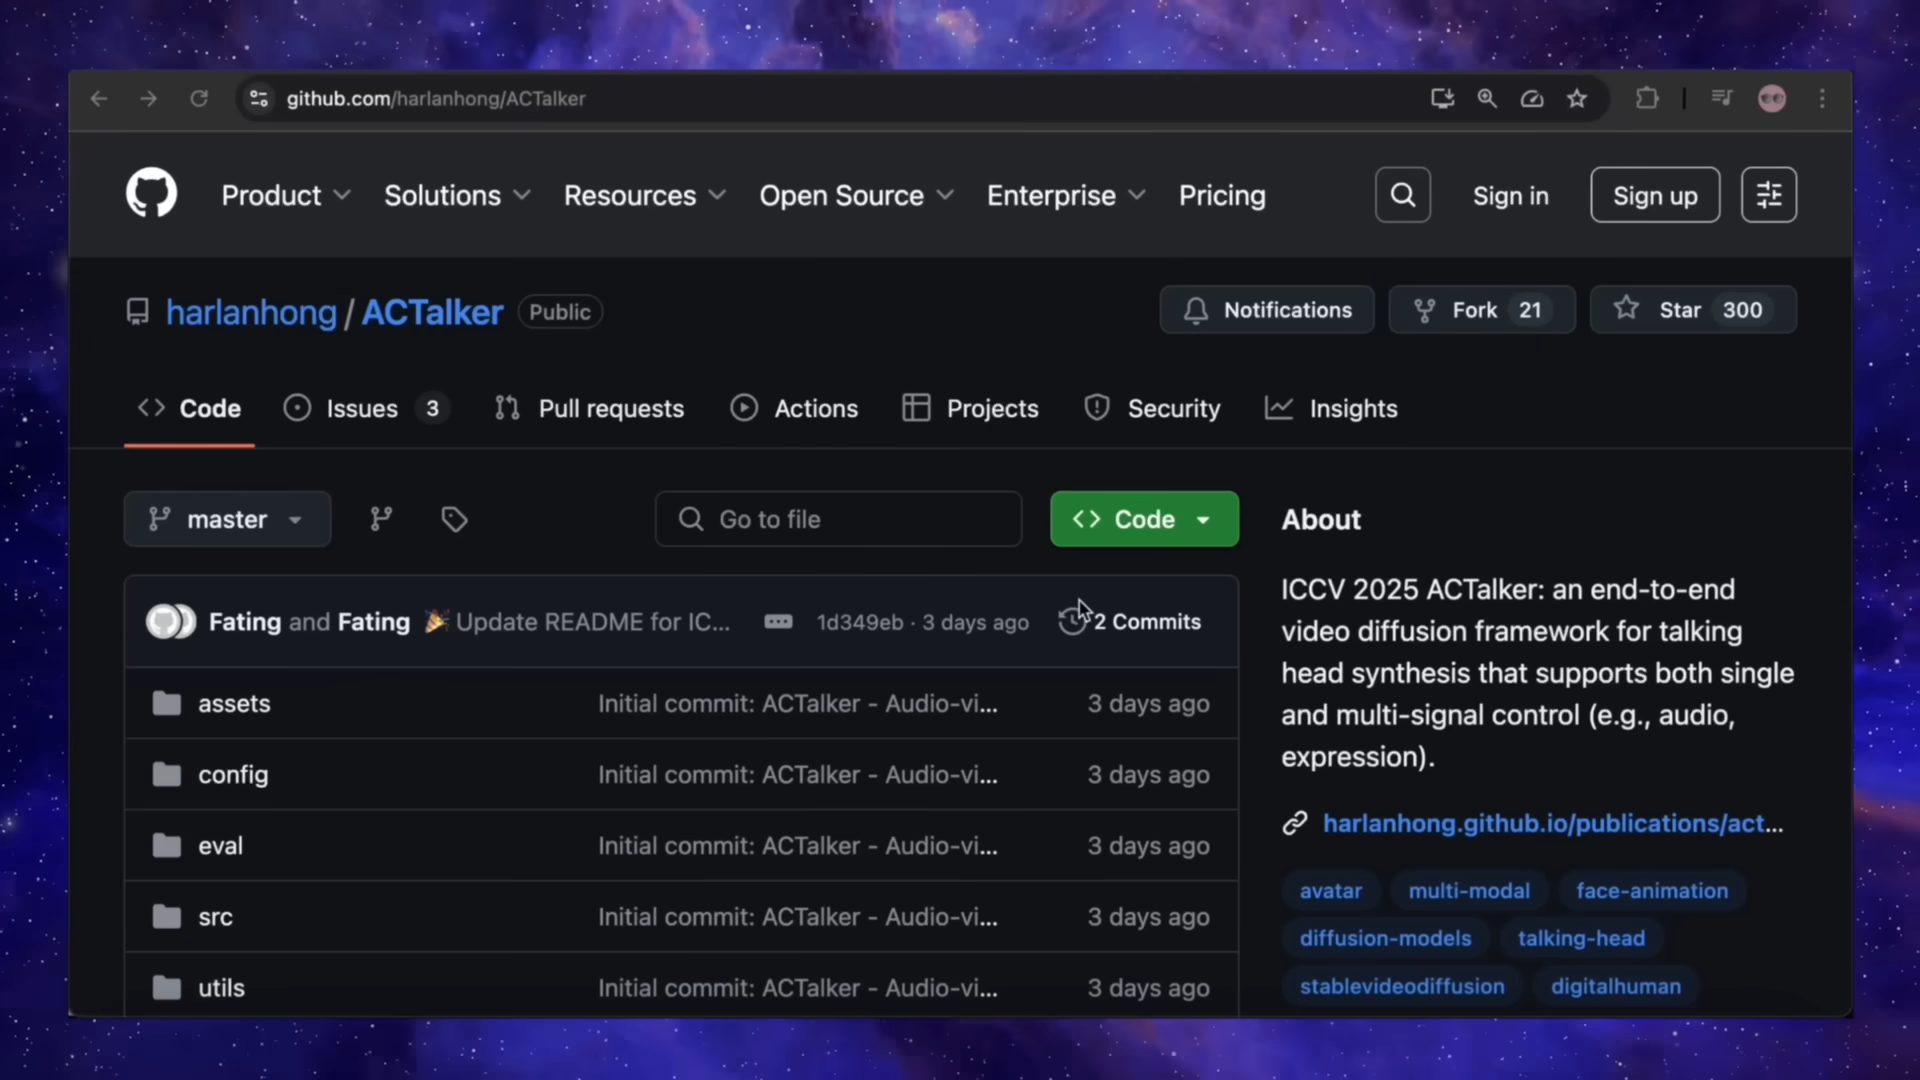 github.com/harlanhong/ACTalker
Product Solutions Resources Open Source Enterprise Pricing Sign in Sign up
harlanhong / ACTalker Public Notifications Fork 21 Star 300
Code Issues 3 Pull requests Actions Projects Security Insights
master Go to file Code
Fating and Fating 🎉 Update README for IC... 1d349eb · 3 days ago 2 Commits
assets Initial commit: ACTalker - Audio-vi... 3 days ago
config Initial commit: ACTalker - Audio-vi... 3 days ago
eval Initial commit: ACTalker - Audio-vi... 3 days ago
src Initial commit: ACTalker - Audio-vi... 3 days ago
utils Initial commit: ACTalker - Audio-vi... 3 days ago
About
ICCV 2025 ACTalker: an end-to-end
video diffusion framework for talking
head synthesis that supports both single
and multi-signal control (e.g., audio,
expression).
harlanhong.github.io/publications/act...
avatar multi-modal face-animation
diffusion-models talking-head
stablevideodiffusion digitalhuman